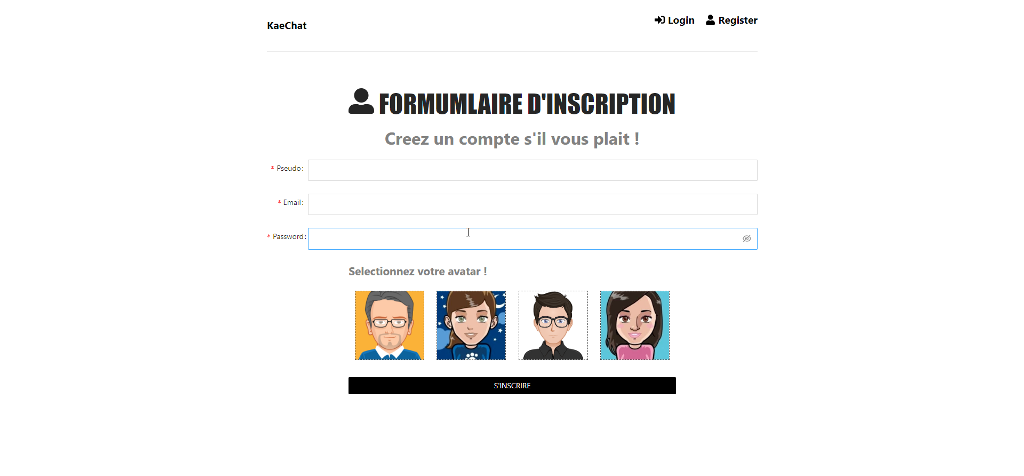 KaeChat
Login
Register
FORMUMLAIRE D'INSCRIPTION
Creez un compte s'il vous plait !
* Pseudo:
* Email:
* Password:
Selectionnez votre avatar !
S'INSCRIRE